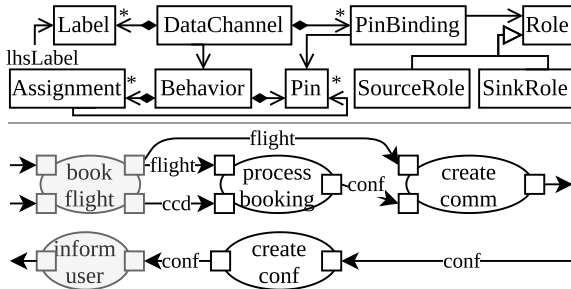 Label * DataChannel * PinBinding Role
lhsLabel
Assignment * Behavior Pin * SourceRole SinkRole
flight
book flight process create
flight ccd booking conf comm
inform conf create conf
user conf